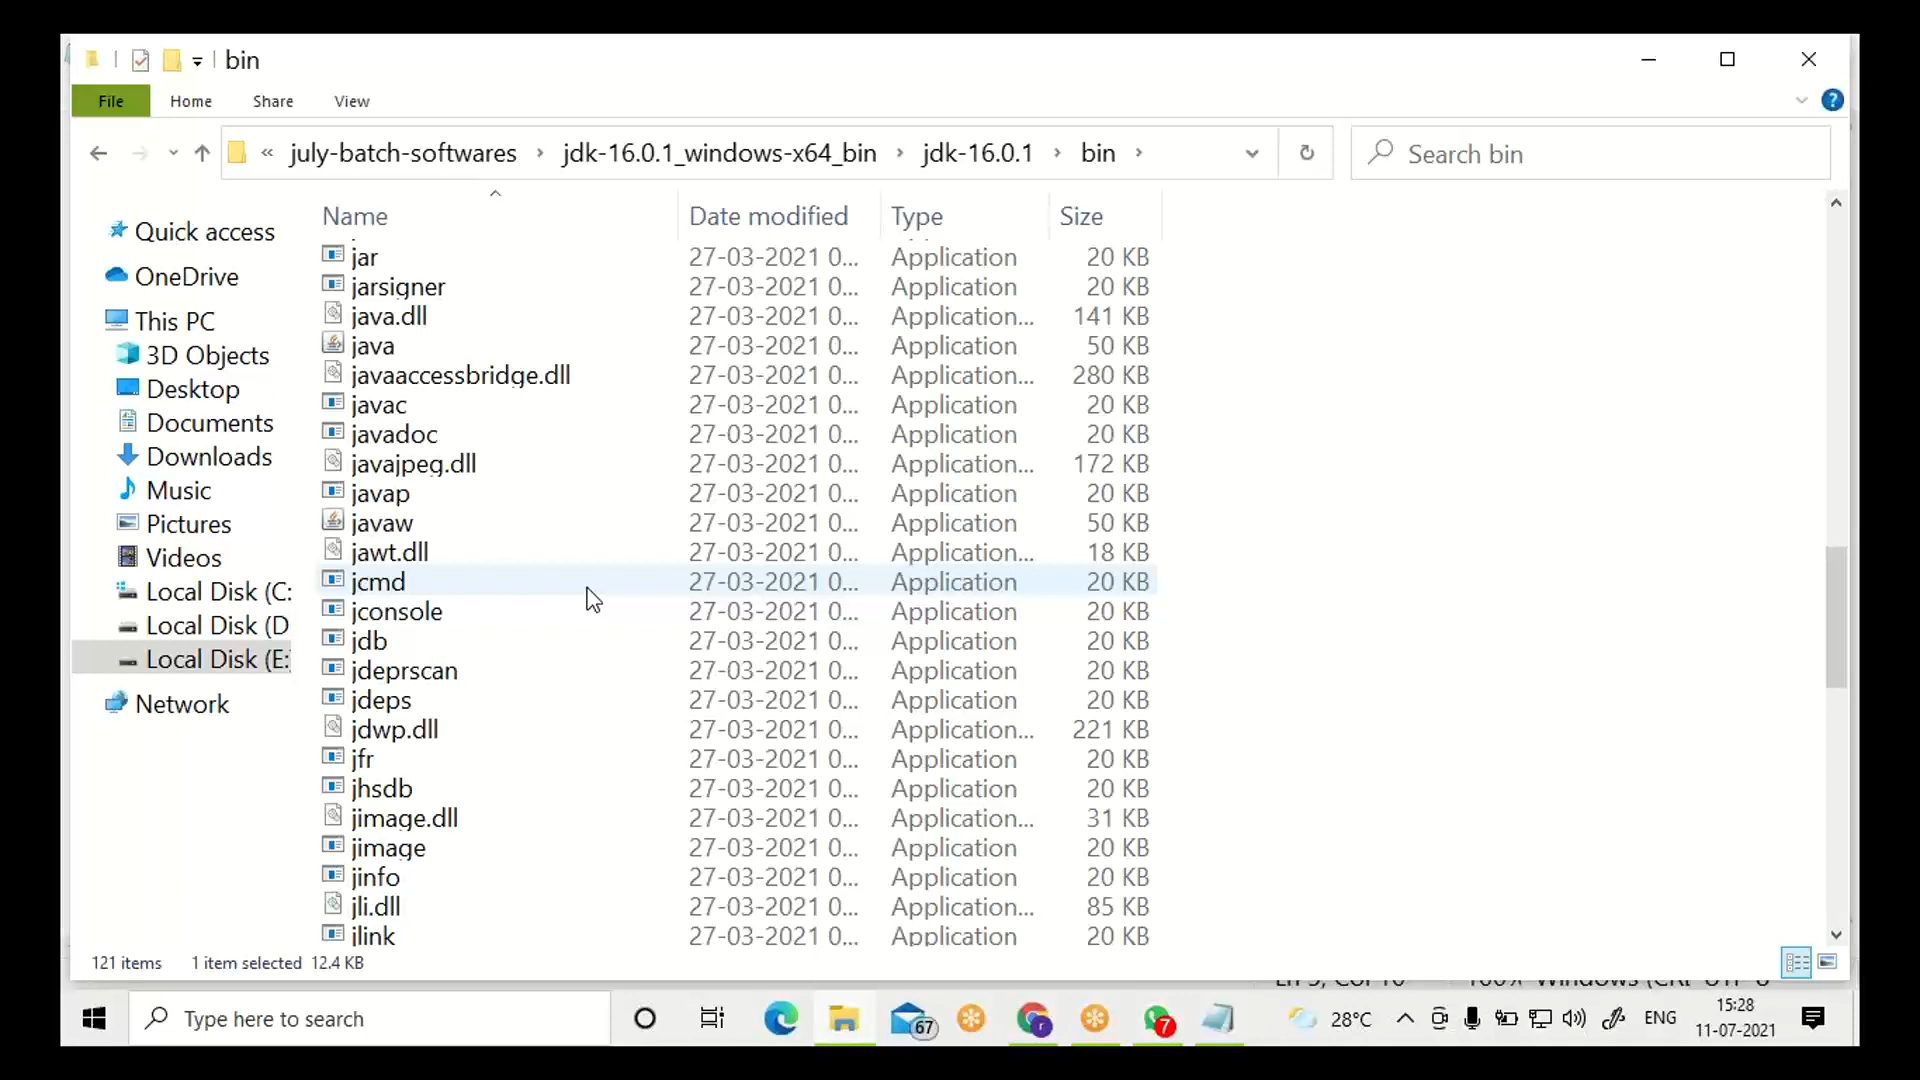 bin
File Home Share View
« july-batch-softwares › jdk-16.0.1_windows-x64_bin › jdk-16.0.1 › bin › Search bin
Name Date modified Type Size
Quick access
OneDrive
This PC
3D Objects
Desktop
Documents
Downloads
Music
Pictures
Videos
Local Disk (C:
Local Disk (D
Local Disk (E:
Network
jar 27-03-2021 0... Application 20 KB
jarsigner 27-03-2021 0... Application 20 KB
java.dll 27-03-2021 0... Application... 141 KB
java 27-03-2021 0... Application 50 KB
javaaccessbridge.dll 27-03-2021 0... Application... 280 KB
javac 27-03-2021 0... Application 20 KB
javadoc 27-03-2021 0... Application 20 KB
javajpeg.dll 27-03-2021 0... Application... 172 KB
javap 27-03-2021 0... Application 20 KB
javaw 27-03-2021 0... Application 50 KB
jawt.dll 27-03-2021 0... Application... 18 KB
jcmd 27-03-2021 0... Application 20 KB
jconsole 27-03-2021 0... Application 20 KB
jdb 27-03-2021 0... Application 20 KB
jdeprscan 27-03-2021 0... Application 20 KB
jdeps 27-03-2021 0... Application 20 KB
jdwp.dll 27-03-2021 0... Application... 221 KB
jfr 27-03-2021 0... Application 20 KB
jhsdb 27-03-2021 0... Application 20 KB
jimage.dll 27-03-2021 0... Application... 31 KB
jimage 27-03-2021 0... Application 20 KB
jinfo 27-03-2021 0... Application 20 KB
jli.dll 27-03-2021 0... Application... 85 KB
jlink 27-03-2021 0... Application 20 KB
121 items 1 item selected 12.4 KB
Type here to search 67 7 28°C ENG 15:28
11-07-2021